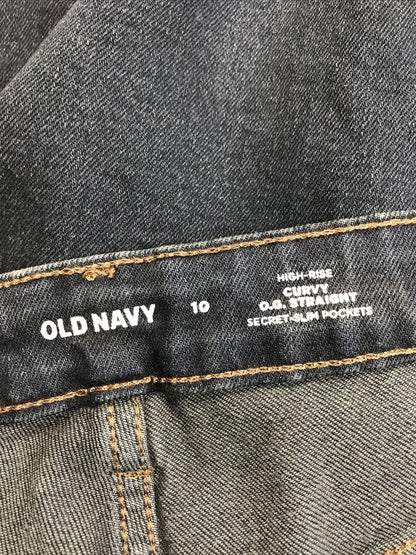 OLD NAVY
10
HIGH-RISE
CURVY
O.G. STRAIGHT
SECRET-SLIM POCKETS